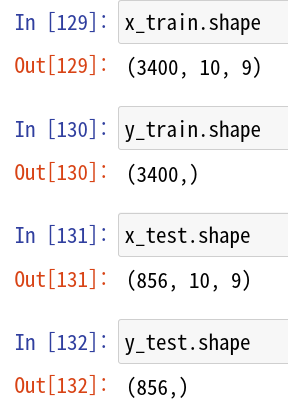 In [129]: x_train.shape
Out[129]: (3400, 10, 9)
In [130]: y_train.shape
Out[130]: (3400,)
In [131]: x_test.shape
Out[131]: (856, 10, 9)
In [132]: y_test.shape
Out[132]: (856,)